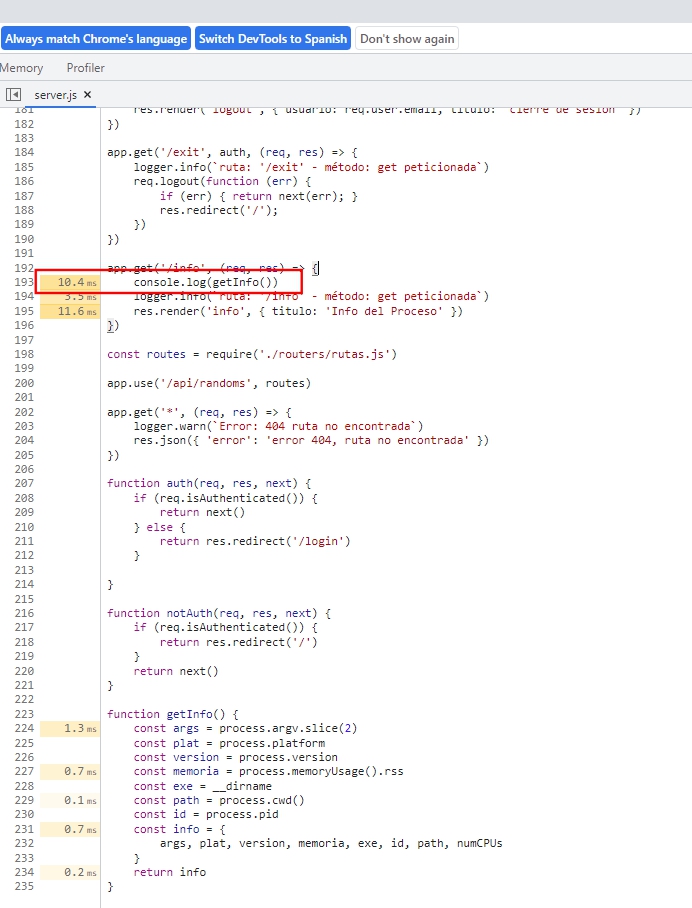 Always match Chrome's language Switch DevTools to Spanish Don't show again
Memory Profiler
server.js ×
181 res.render('logout', { usuario: req.user.email, titulo: 'cierre de sesión' })
182 })
183
184 app.get('/exit', auth, (req, res) => {
185 logger.info(`ruta: '/exit' - método: get peticionada`)
186 req.logout(function (err) {
187 if (err) { return next(err); }
188 res.redirect('/');
189 })
190 })
191
192 app.get('/info', (req, res) => {
193 10.4 ms console.log(getInfo())
194 5.5 ms logger.info(`ruta: '/info' - método: get peticionada`)
195 11.6 ms res.render('info', { titulo: 'Info del Proceso' })
196 })
197
198 const routes = require('./routers/rutas.js')
199
200 app.use('/api/randoms', routes)
201
202 app.get('*', (req, res) => {
203 logger.warn(`Error: 404 ruta no encontrada`)
204 res.json({ 'error': 'error 404, ruta no encontrada' })
205 })
206
207 function auth(req, res, next) {
208 if (req.isAuthenticated()) {
209 return next()
210 } else {
211 return res.redirect('/login')
212 }
213
214 }
215
216 function notAuth(req, res, next) {
217 if (req.isAuthenticated()) {
218 return res.redirect('/')
219 }
220 return next()
221 }
222
223 function getInfo() {
224 1.3 ms const args = process.argv.slice(2)
225 const plat = process.platform
226 const version = process.version
227 0.7 ms const memoria = process.memoryUsage().rss
228 const exe = __dirname
229 0.1 ms const path = process.cwd()
230 const id = process.pid
231 0.7 ms const info = {
232 args, plat, version, memoria, exe, id, path, numCPUs
233 }
234 0.2 ms return info
235 }